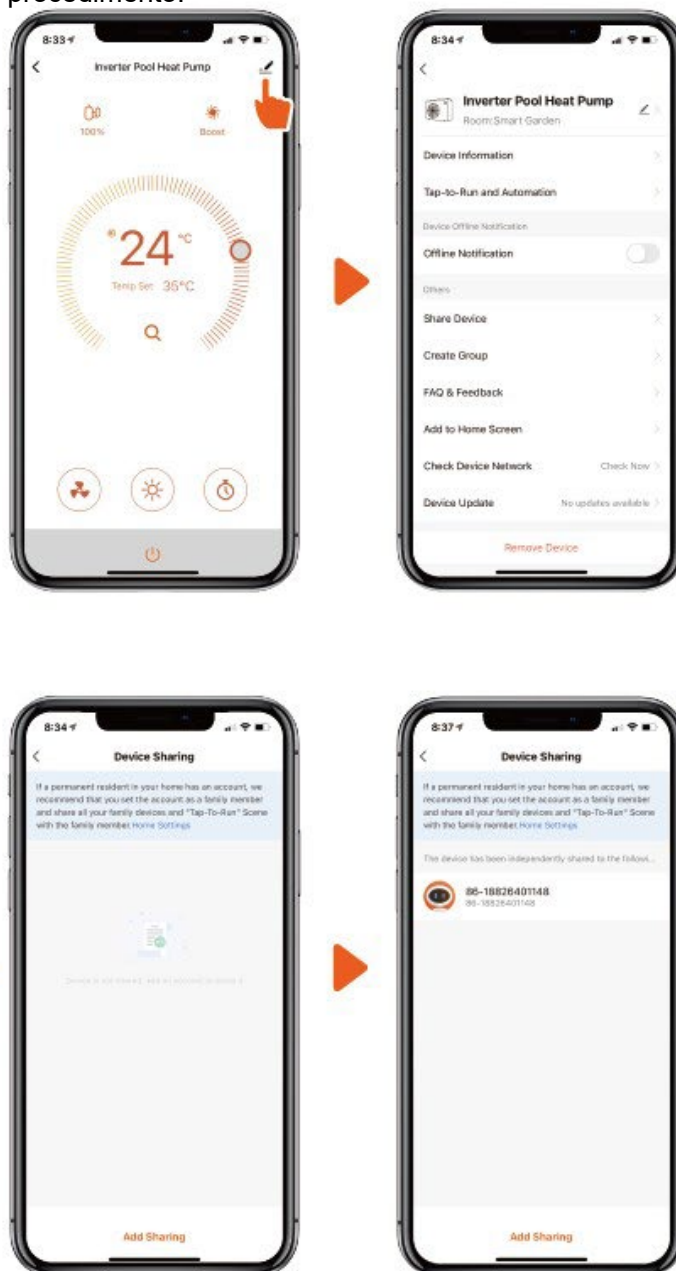 procedimento:
8:33
Inverter Pool Heat Pump
100%
Boost
24 °C
Temp Set 35°C
8:34
Inverter Pool Heat Pump
Room:Smart Garden
Device Information
Tap-to-Run and Automation
Device Offline Notification
Offline Notification
Others
Share Device
Create Group
FAQ & Feedback
Add to Home Screen
Check Device Network Check Now
Device Update No updates available
Remove Device
8:34
Device Sharing
If a permanent resident in your home has an account, we
recommend that you set the account as a family member
and share all your family devices and "Tap-To-Run" Scene
with the family member. Home Settings
Add Sharing
8:37
Device Sharing
If a permanent resident in your home has an account, we
recommend that you set the account as a family member
and share all your family devices and "Tap-To-Run" Scene
with the family member. Home Settings
The device has been independently shared to the followi...
86-18826401148
86-18826401148
Add Sharing